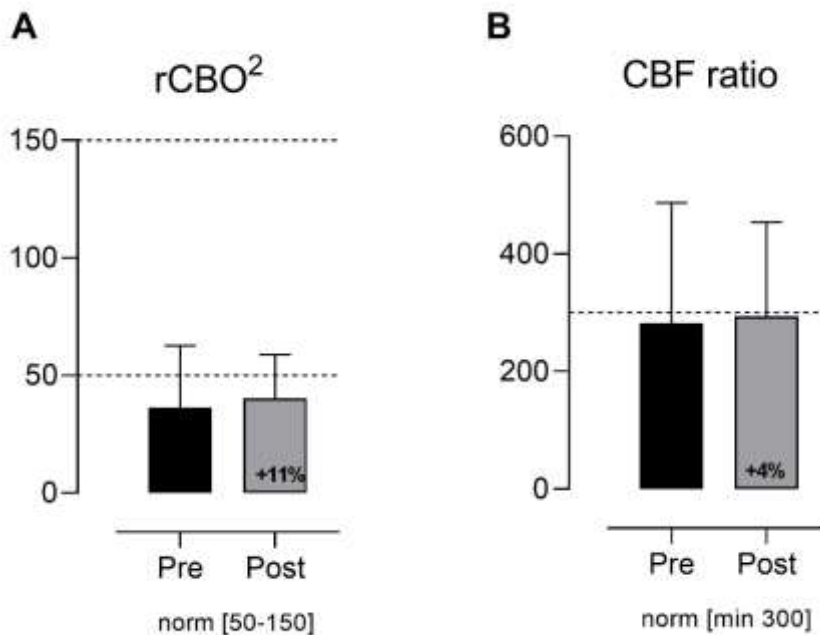 A
rCBO²
150
100
50
0
+11%
Pre Post
norm [50-150]
B
CBF ratio
600
400
200
0
+4%
Pre Post
norm [min 300]